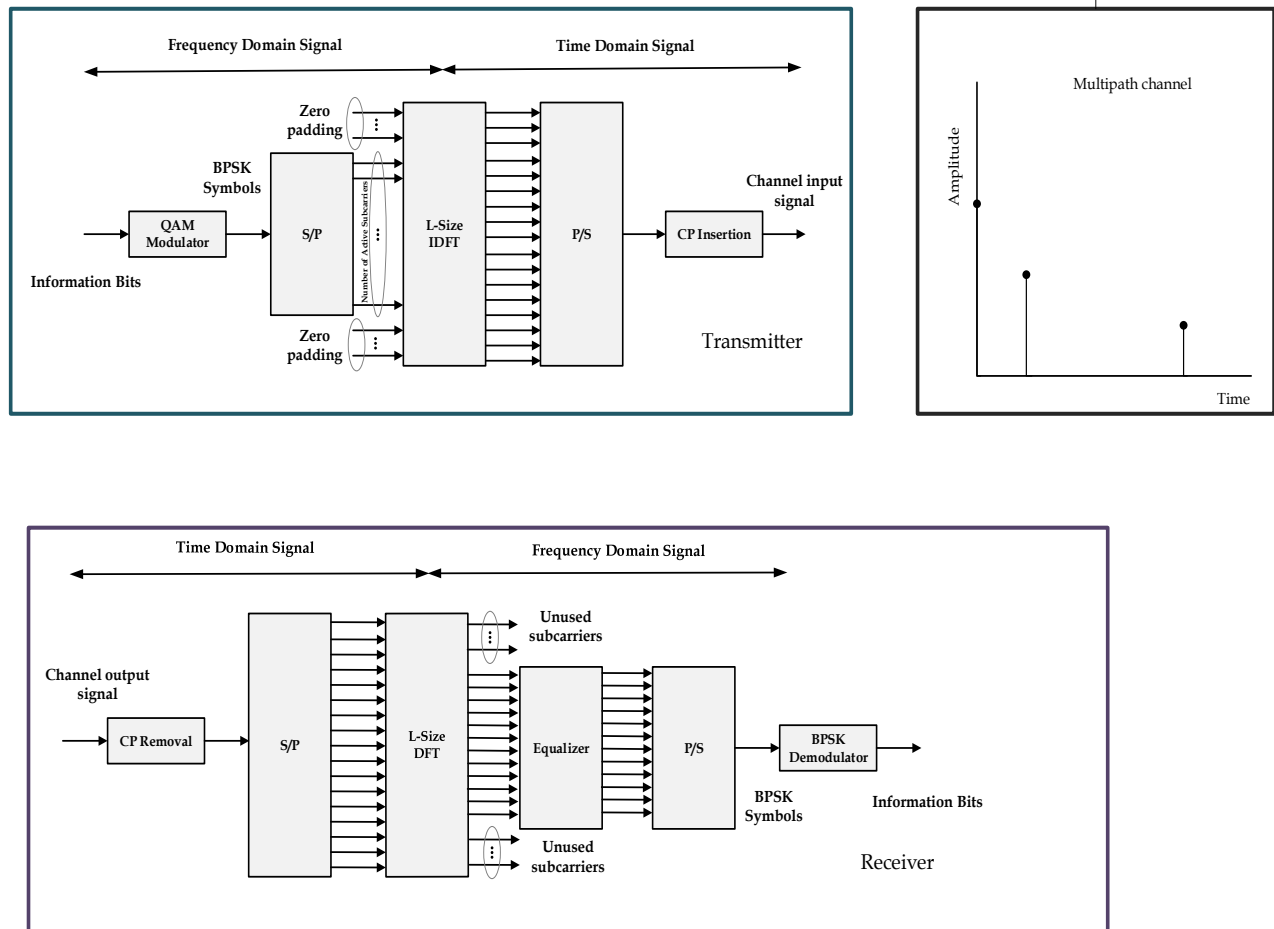 Frequency Domain Signal
Time Domain Signal
Zero
padding
BPSK
Symbols
QAM
Modulator
Information Bits
S/P
Number of Active Subcarriers
Zero
padding
L-Size
IDFT
P/S
CP Insertion
Channel input
signal
Transmitter
Multipath channel
Amplitude
Time
Time Domain Signal
Frequency Domain Signal
Channel output
signal
CP Removal
S/P
L-Size
DFT
Unused
subcarriers
Equalizer
P/S
Unused
subcarriers
BPSK
Symbols
BPSK
Demodulator
Information Bits
Receiver